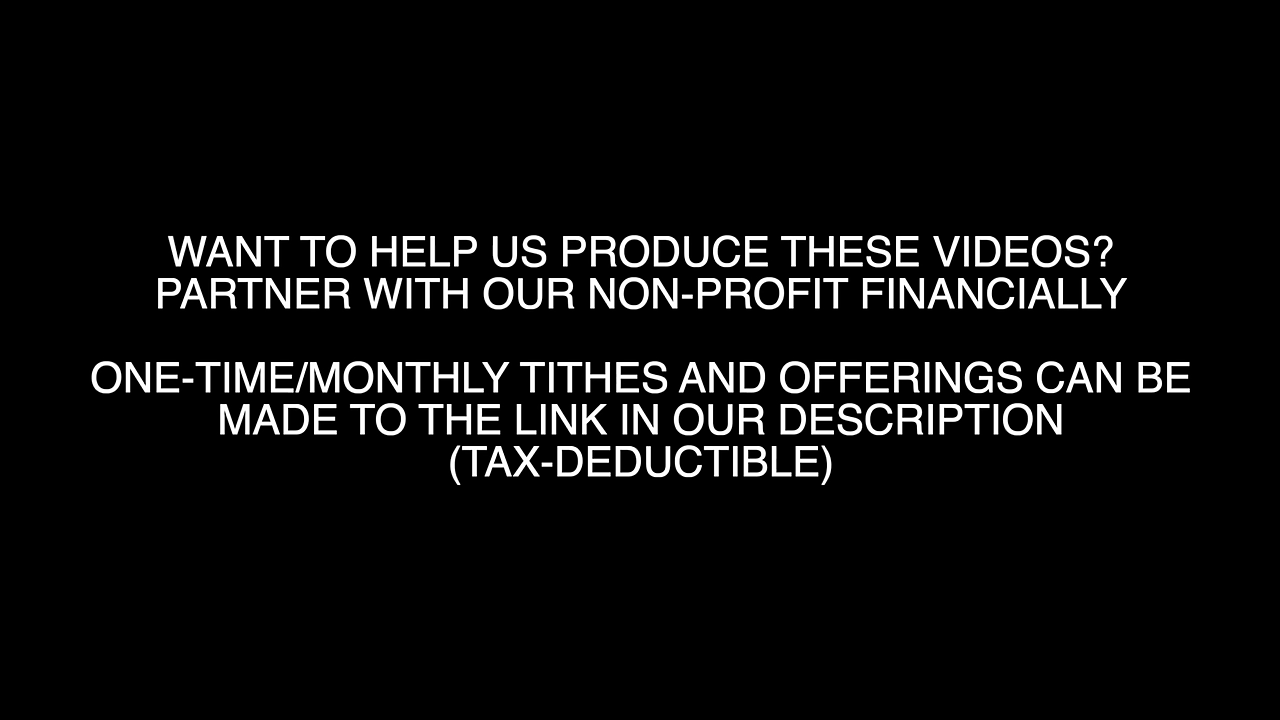 WANT TO HELP US PRODUCE THESE VIDEOS?
PARTNER WITH OUR NON-PROFIT FINANCIALLY
ONE-TIME/MONTHLY TITHES AND OFFERINGS CAN BE
MADE TO THE LINK IN OUR DESCRIPTION
(TAX-DEDUCTIBLE)